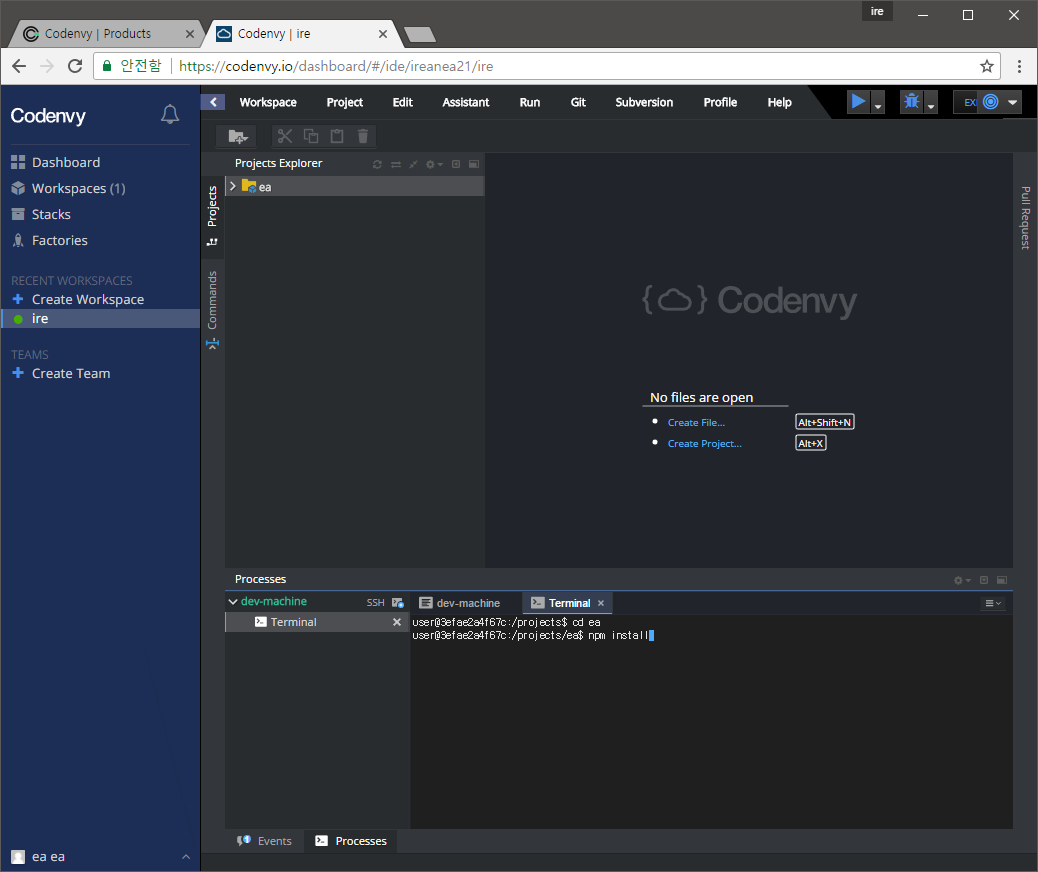 ire
Codenvy | Products
Codenvy | ire
안전함
https://codenvy.io/dashboard/#/ide/ireanea21/ire
Codenvy
Dashboard
Workspaces (1)
Stacks
Factories
RECENT WORKSPACES
Create Workspace
ire
TEAMS
Create Team
ea ea
Workspace Project Edit Assistant Run Git Subversion Profile Help
EXE
Projects
Commands
Projects Explorer
ea
{ } Codenvy
No files are open
Create File... Alt+Shift+N
Create Project... Alt+X
Pull Request
Processes
dev-machine SSH
Terminal
dev-machine
Terminal
user@3efae2a4f67c:/projects$ cd ea
user@3efae2a4f67c:/projects/ea$ npm install
1 Events
Processes